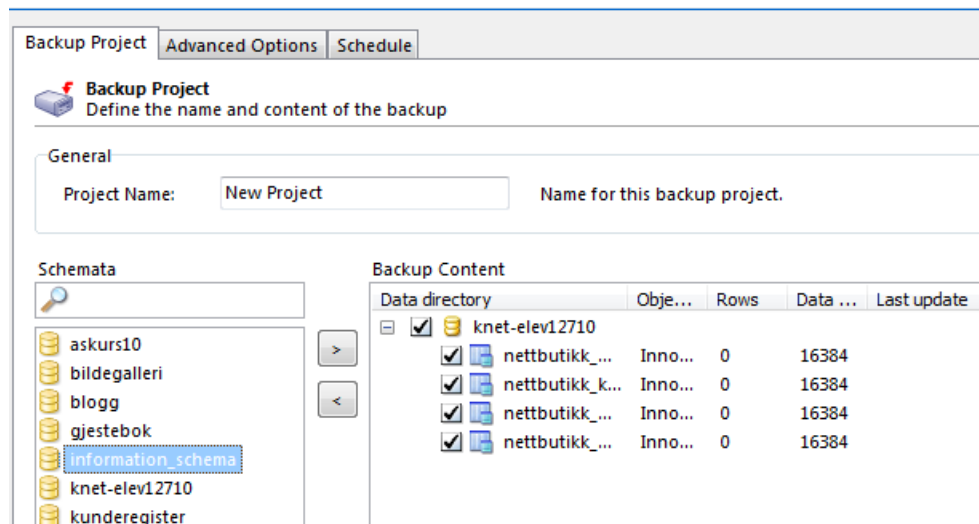 Backup Project Advanced Options Schedule
Backup Project
Define the name and content of the backup
General
Project Name: New Project Name for this backup project.
Schemata
askurs10
bildegalleri
blogg
gjestebok
information_schema
knet-elev12710
kunderegister
>
<
Backup Content
Data directory Obje... Rows Data ... Last update
knet-elev12710
nettbutikk_... Inno... 0 16384
nettbutikk_k... Inno... 0 16384
nettbutikk_... Inno... 0 16384
nettbutikk_... Inno... 0 16384